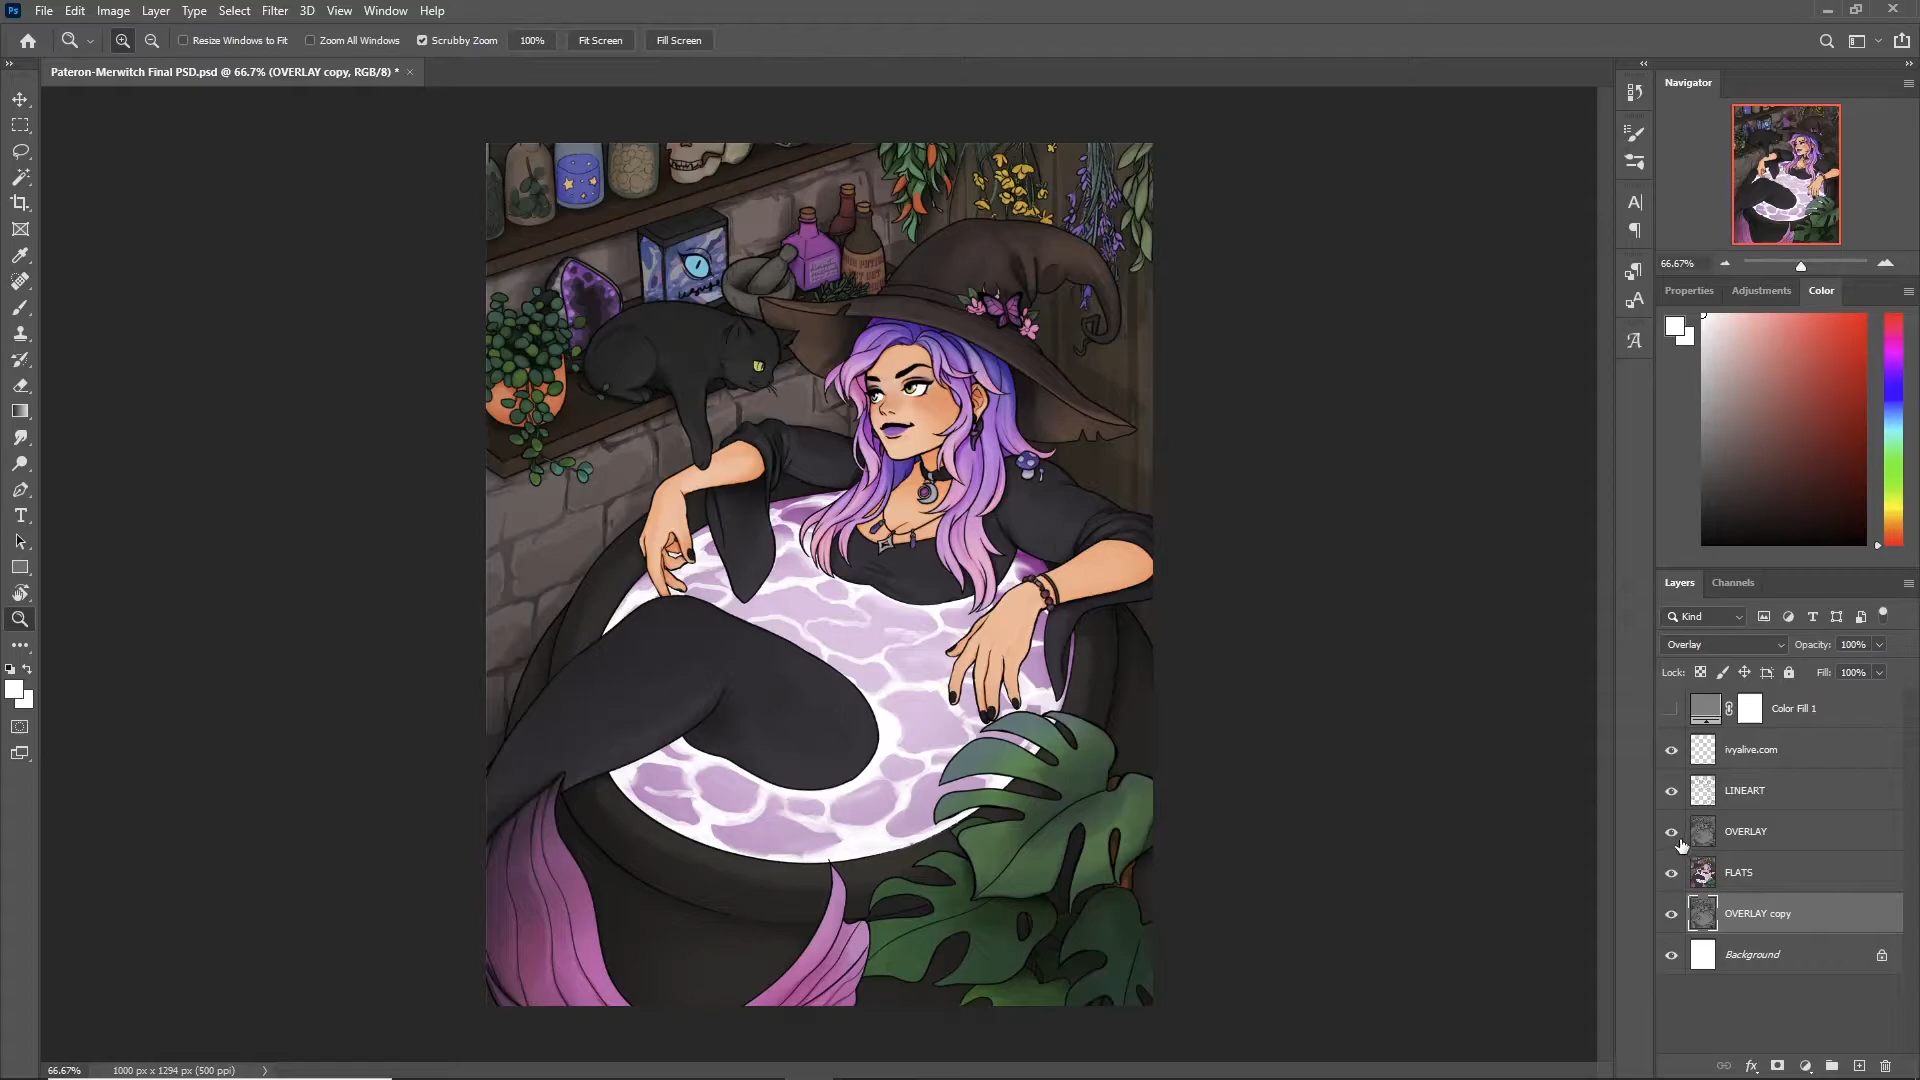 Ps File Edit Image Layer Type Select Filter 3D View Window Help
Resize Windows to Fit Zoom All Windows Scrubby Zoom 100% Fit Screen Fill Screen
Pateron-Merwitch Final PSD.psd @ 66.7% (OVERLAY copy, RGB/8) * ×
Navigator
66.67%
Properties Adjustments Color
Layers Channels
Kind
Overlay Opacity: 100%
Lock: Fill: 100%
Color Fill 1
ivyalive.com
LINEART
OVERLAY
FLATS
OVERLAY copy
Background
66.67% 1000 px x 1294 px (500 ppi)